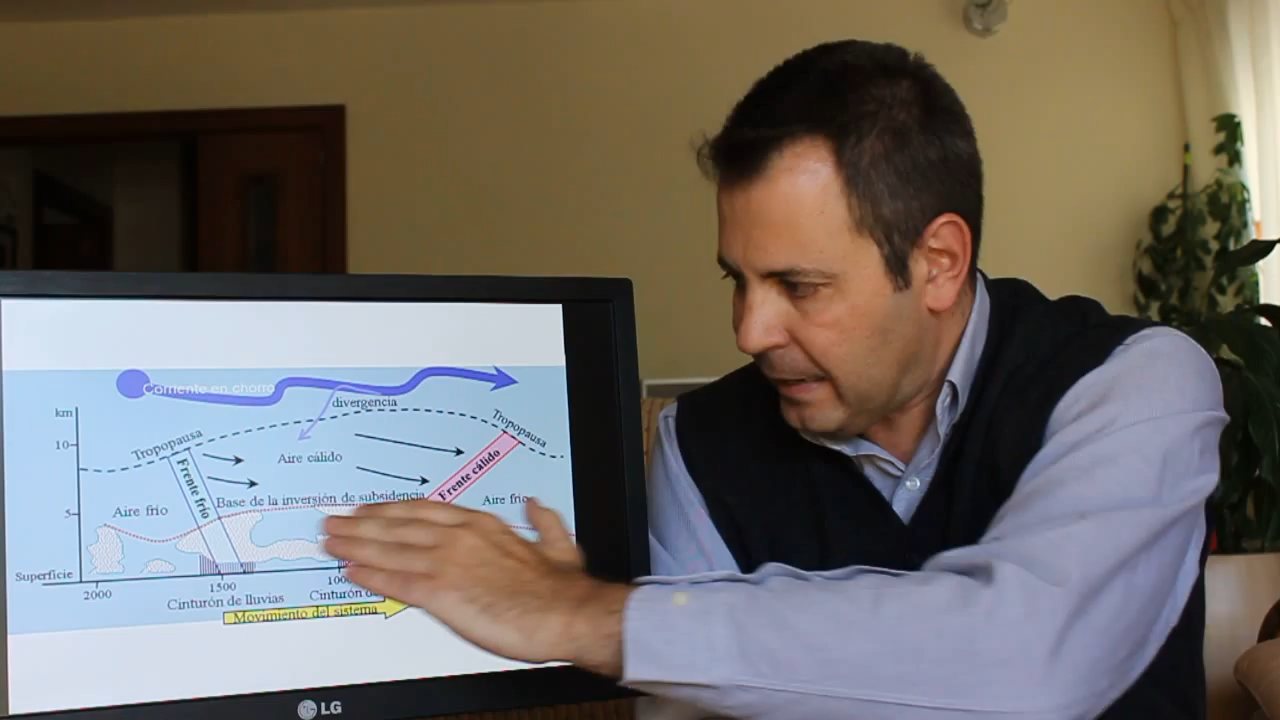 Corriente en chorro
divergencia
km
Tropopausa
Tropopausa
10
Aire cálido
Frente frío
Frente cálido
Base de la inversión de subsidencia
Aire frío
Aire frío
5
Superficie
2000
1500
Cinturón de lluvias
Cinturón
Movimiento del sistema
LG